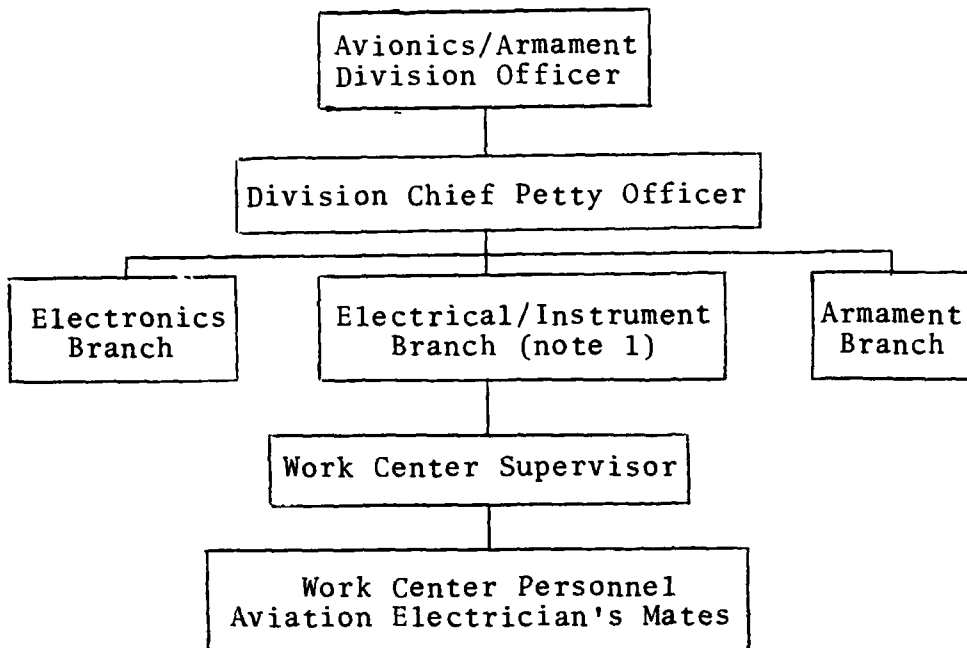 Avionics/Armament
Division Officer
Division Chief Petty Officer
Electronics
Branch
Electrical/Instrument
Branch (note 1)
Armament
Branch
Work Center Supervisor
Work Center Personnel
Aviation Electrician's Mates